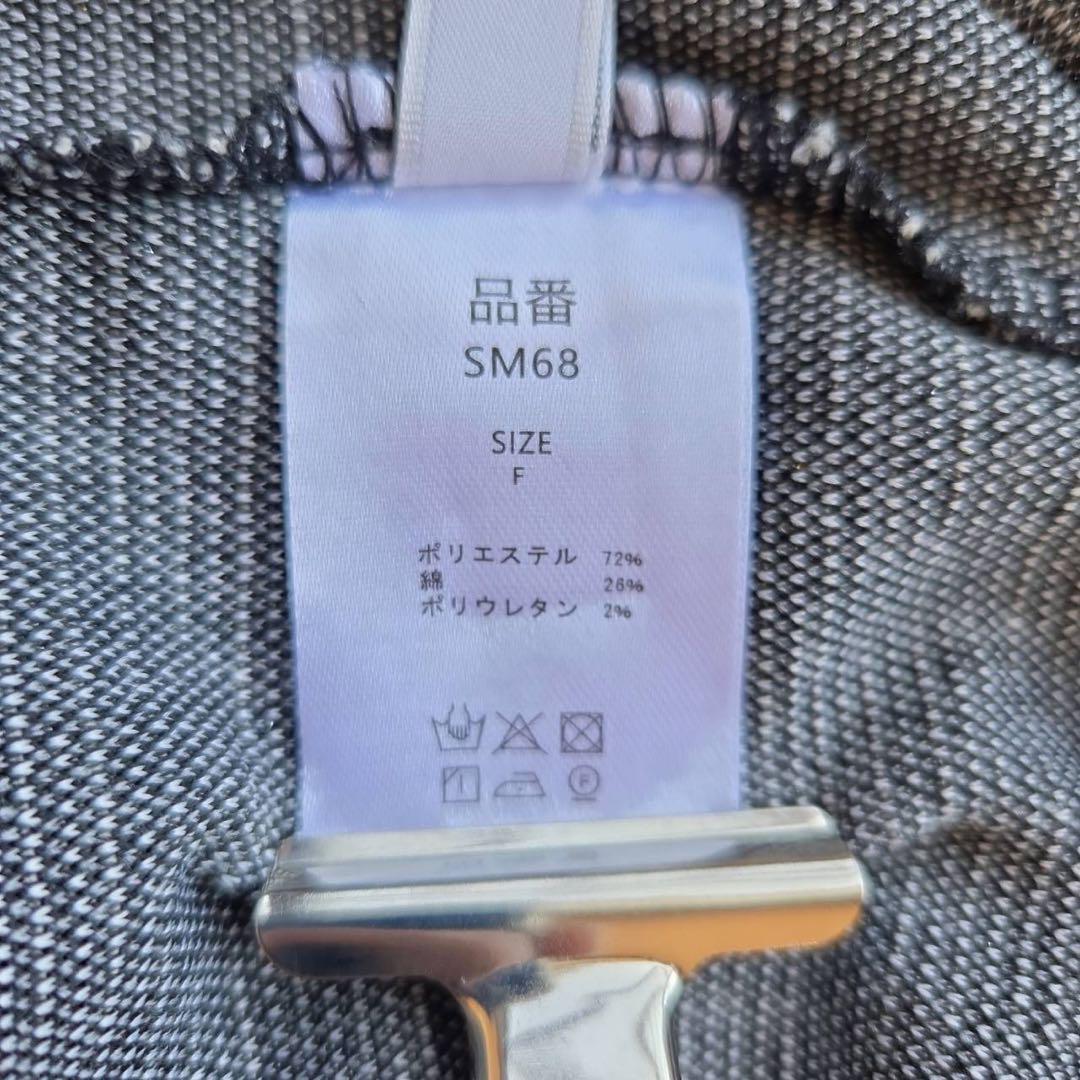 品番
SM68
SIZE
F
ポリエステル 72%
綿 26%
ポリウレタン 2%
P